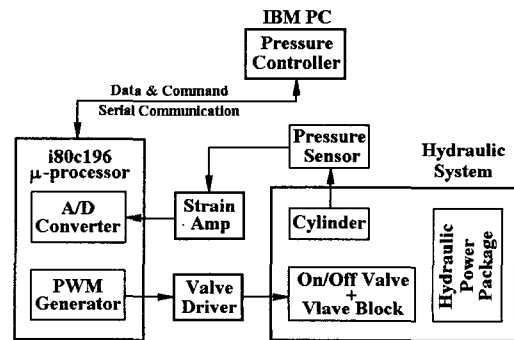 IBM PC
Pressure
Controller
Data & Command
Serial Communication
i80c196
μ-processor
A/D
Converter
PWM
Generator
Strain
Amp
Valve
Driver
Pressure
Sensor
Hydraulic
System
Cylinder
On/Off Valve
+
Vlave Block
Hydraulic
Power
Package